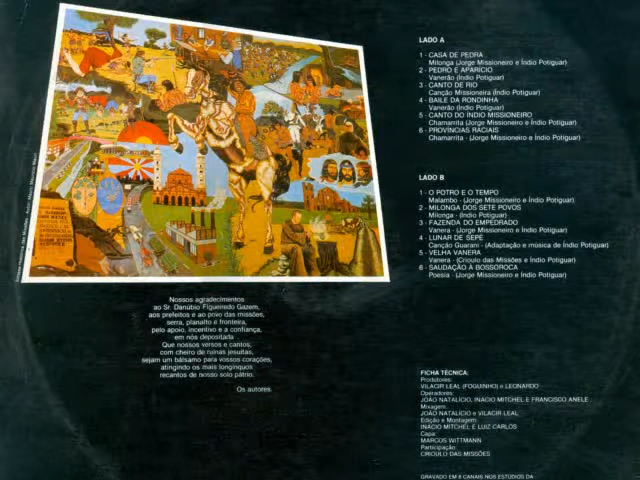 LADO A
1 - CASA DE PEDRA
Milonga (Jorge Missioneiro e Índio Potiguar)
2 - PEDRO E APARÍCIO
Vanerão (Índio Potiguar)
3 - CANTO DE RIO
Canção Missioneira (Índio Potiguar)
4 - BAILE DA RONDINHA
Vanerão (Índio Potiguar)
5 - CANTO DO ÍNDIO MISSIONEIRO
Chamarrita (Jorge Missioneiro e Índio Potiguar)
6 - PROVÍNCIAS RACIAIS
Chamarrita - (Jorge Missioneiro e Índio Potiguar)
LADO B
1 - O POTRO E O TEMPO
Malambo - (Jorge Missioneiro e Índio Potiguar)
2 - MILONGA DOS SETE POVOS
Milonga - (Índio Potiguar)
3 - FAZENDA DO EMPEDRADO
Vanera - (Jorge Missioneiro e Índio Potiguar)
4 - LUNAR DE SEPÉ
Canção Guarani - (Adaptação e música de Índio Potiguar)
5 - VELHA VANERA
Vanera - (Crioulo das Missões e Índio Potiguar)
6 - SAUDAÇÃO À BOSSOROCA
Poesia - (Jorge Missioneiro e Índio Potiguar)
Nossos agradecimentos
ao Sr. Danúbio Figueiredo Gazem,
aos prefeitos e ao povo das missões,
serra, planalto e fronteira,
pelo apoio, incentivo e a confiança,
em nós depositada
Que nossos versos e cantos,
com cheiro de ruínas jesuítas,
sejam um bálsamo para vossos corações,
atingindo os mais longínquos
recantos de nosso solo pátrio.
Os autores.
FICHA TÉCNICA:
Produtores:
VILACIR LEAL (FOGUINHO) e LEONARDO
Operadores:
JOÃO NATALÍCIO, INÁCIO MITCHEL E FRANCISCO ANELE
Mixagem:
JOÃO NATALÍCIO e VILACIR LEAL
Edição e Montagem:
INÁCIO MITCHEL E LUIZ CARLOS
Capa:
MARCOS WITTMANN
Participação:
CRIOULO DAS MISSÕES
GRAVADO EM 8 CANAIS NOS ESTÚDIOS DA